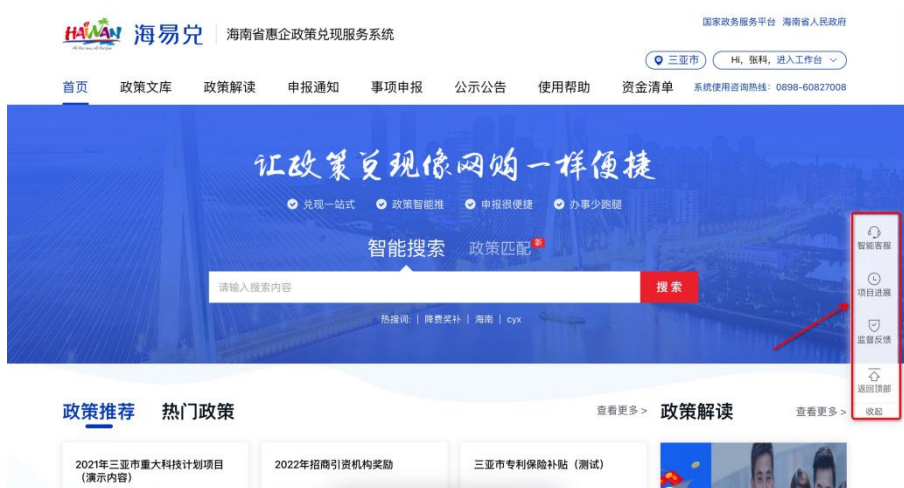 国家政务服务平台 海南省人民政府
HAINAN 海易兑 海南省惠企政策兑现服务系统
三亚市 Hi, 张科, 进入工作台
首页 政策文库 政策解读 申报通知 事项申报 公示公告 使用帮助 资金清单 系统使用咨询热线: 0898-60827008
让政策兑现像网购一样便捷
兑现一站式 政策智能推 申报很便捷 办事少跑腿
智能搜索 政策匹配 新
请输入搜索内容 搜索
热搜词: | 降费奖补 | 海南 | cyx
智能客服
项目进展
监督反馈
返回顶部
收起
政策推荐 热门政策 查看更多 > 政策解读 查看更多 >
2021年三亚市重大科技计划项目
（演示内容）
2022年招商引资机构奖励
三亚市专利保险补贴（测试）